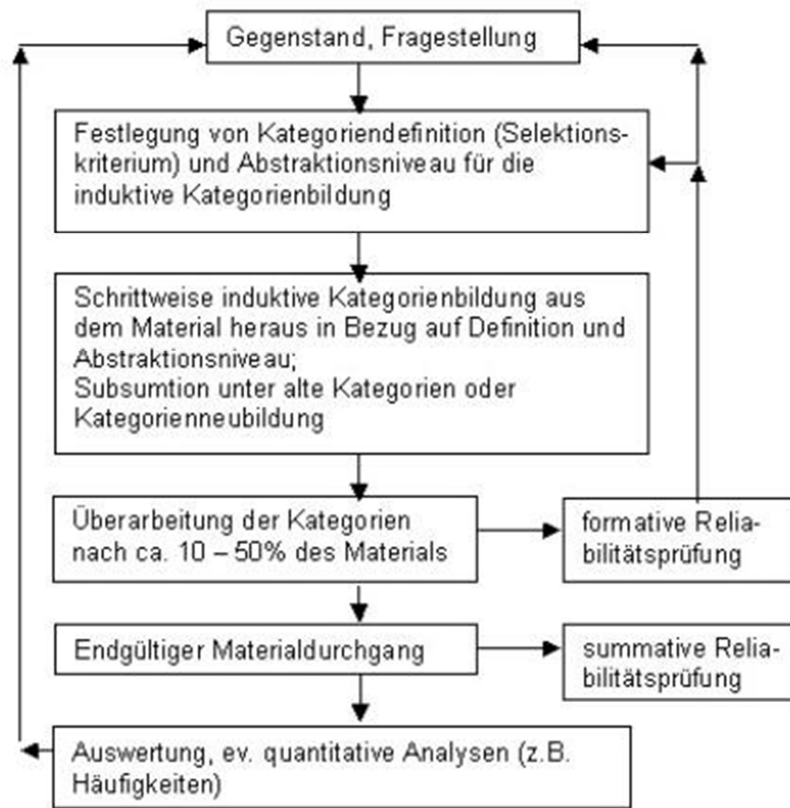 Gegenstand, Fragestellung
Festlegung von Kategoriendefinition (Selektions-
kriterium) und Abstraktionsniveau für die
induktive Kategorienbildung
Schrittweise induktive Kategorienbildung aus
dem Material heraus in Bezug auf Definition und
Abstraktionsniveau;
Subsumtion unter alte Kategorien oder
Kategorienneubildung
Überarbeitung der Kategorien
nach ca. 10 – 50% des Materials
formative Relia-
bilitätsprüfung
Endgültiger Materialdurchgang
summative Relia-
bilitätsprüfung
Auswertung, ev. quantitative Analysen (z.B.
Häufigkeiten)